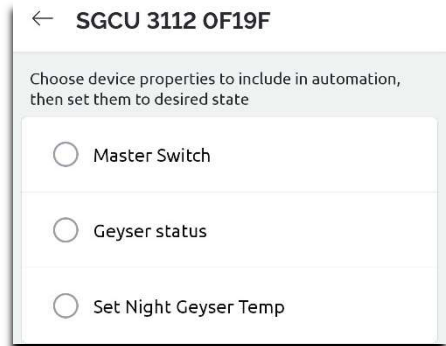 ← SGCU 3112 0F19F
Choose device properties to include in automation,
then set them to desired state
Master Switch
Geyser status
Set Night Geyser Temp